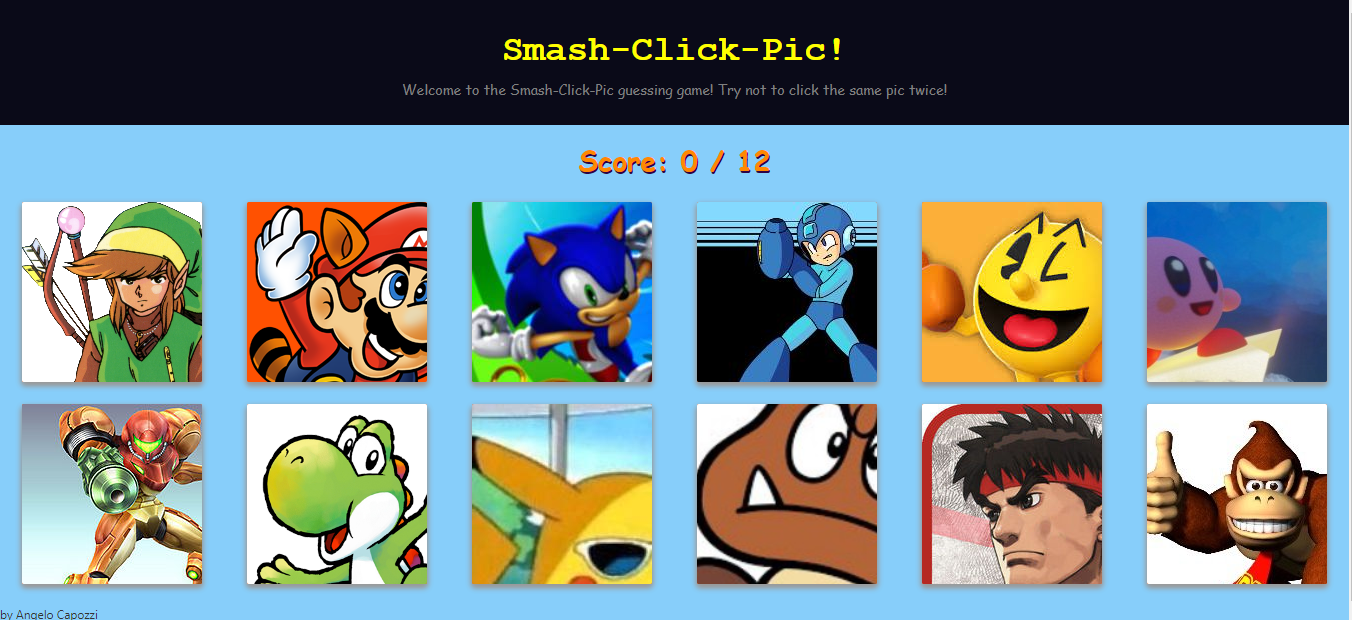 Smash-Click-Pic!
Welcome to the Smash-Click-Pic guessing game! Try not to click the same pic twice!
Score: 0 / 12
M
by Angelo Capozzi